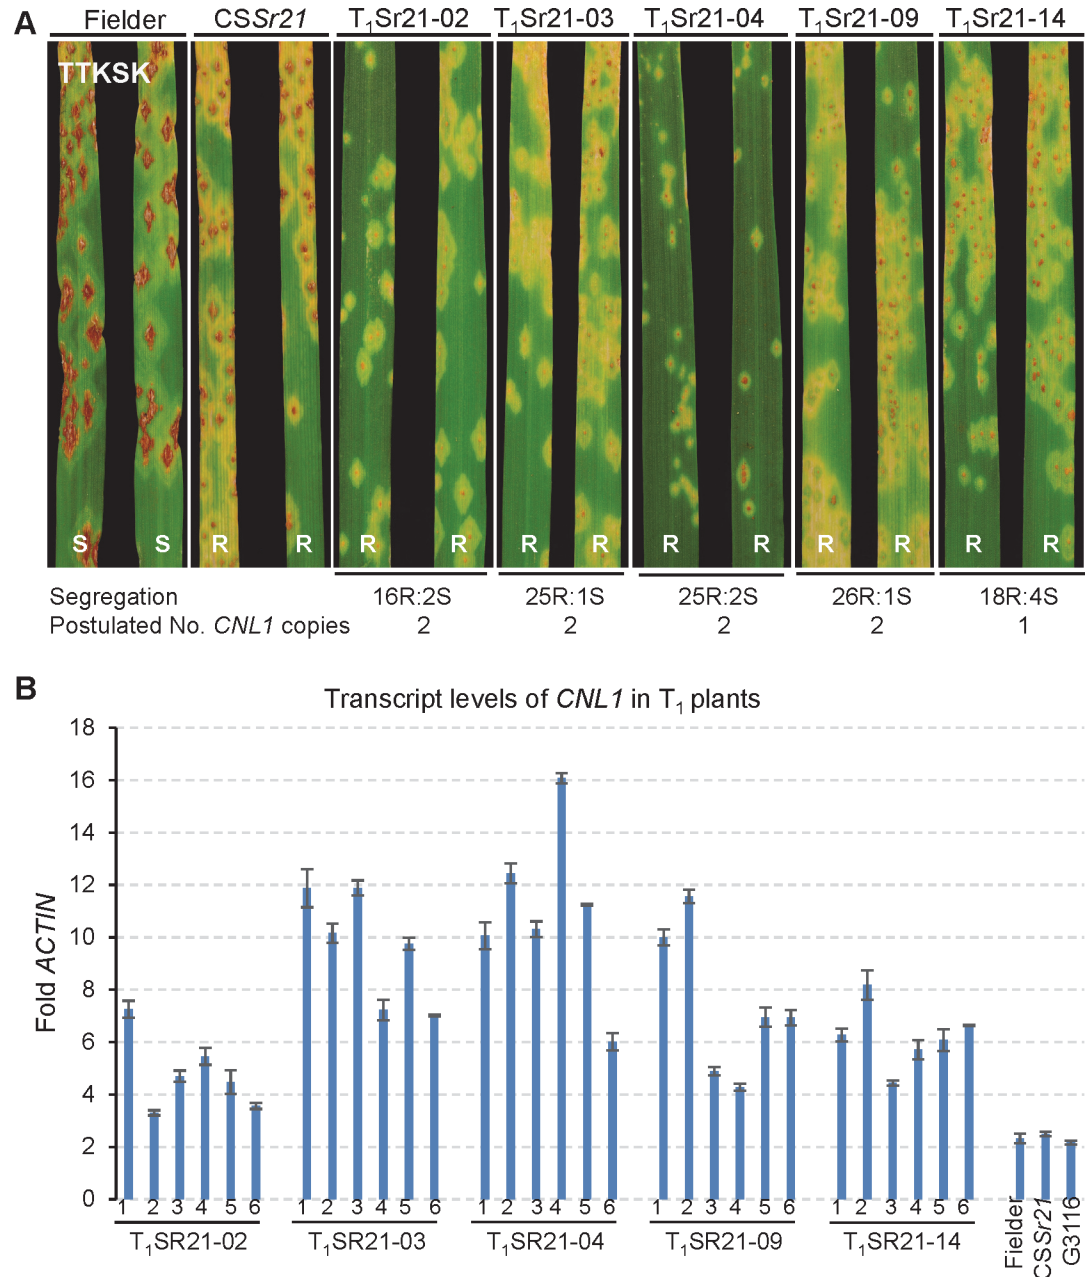 A
Fielder CSSr21 T1Sr21-02 T1Sr21-03 T1Sr21-04 T1Sr21-09 T1Sr21-14
TTKSK
S S R R R R R R R R R R R R
Segregation 16R:2S 25R:1S 25R:2S 26R:1S 18R:4S
Postulated No. CNL1 copies 2 2 2 2 1
B
Transcript levels of CNL1 in T1 plants
18
16
14
12
10
8
6
4
2
0
Fold ACTIN
1 2 3 4 5 6 1 2 3 4 5 6 1 2 3 4 5 6 1 2 3 4 5 6 1 2 3 4 5 6
T1SR21-02 T1SR21-03 T1SR21-04 T1SR21-09 T1SR21-14
Fielder
CSSr21
G3116